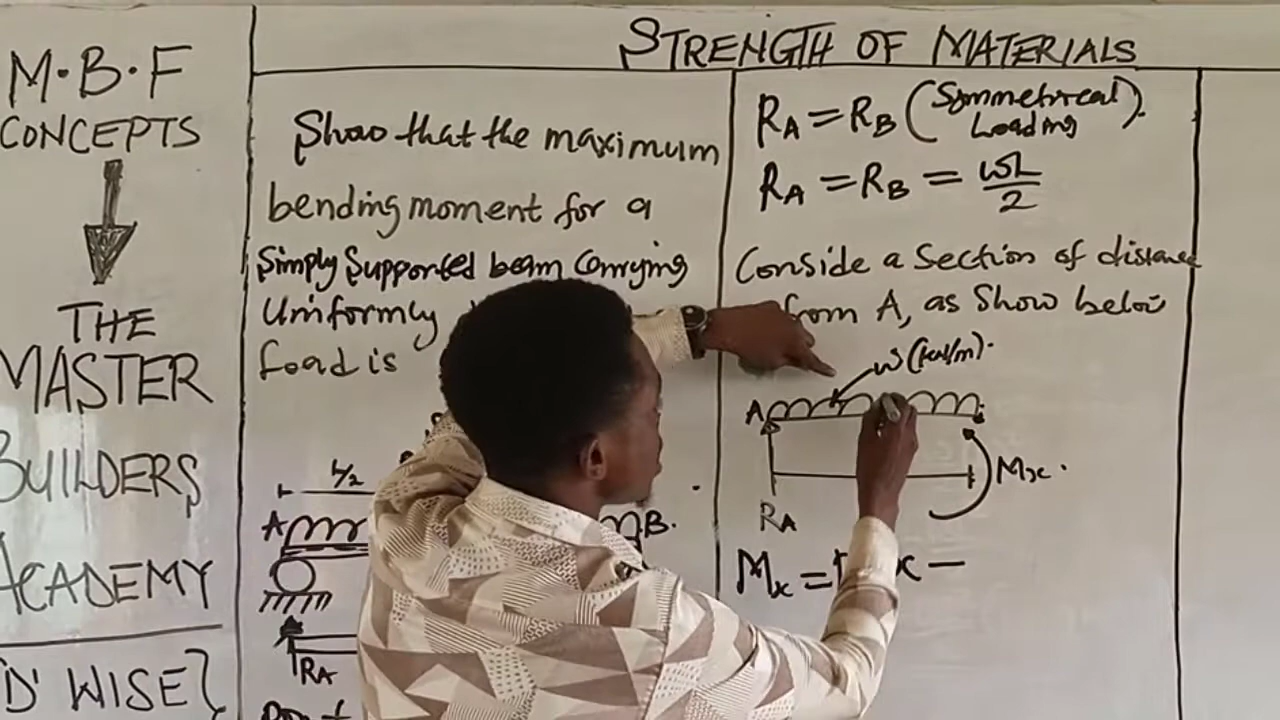 STRENGTH OF MATERIALS
M.B.F
CONCEPTS
THE
MASTER
BUILDERS
ACADEMY
'D' WISE}
Show that the maximum
bending moment for a
Simply Supported beam Carrying
Uniformly
load is
L/2
A
B.
RA
RA = RB (Symmetrical
Loading).
RA = RB = wL/2
Conside a Section of distance
from A, as Show below
w(kN/m).
A
Mx.
RA
Mx =
x −